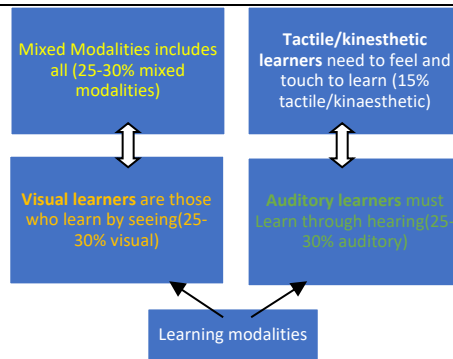 Mixed Modalities includes
all (25-30% mixed
modalities)
Tactile/kinesthetic
learners need to feel and
touch to learn (15%
tactile/kinaesthetic)
Visual learners are those
who learn by seeing(25-
30% visual)
Auditory learners must
Learn through hearing(25-
30% auditory)
Learning modalities